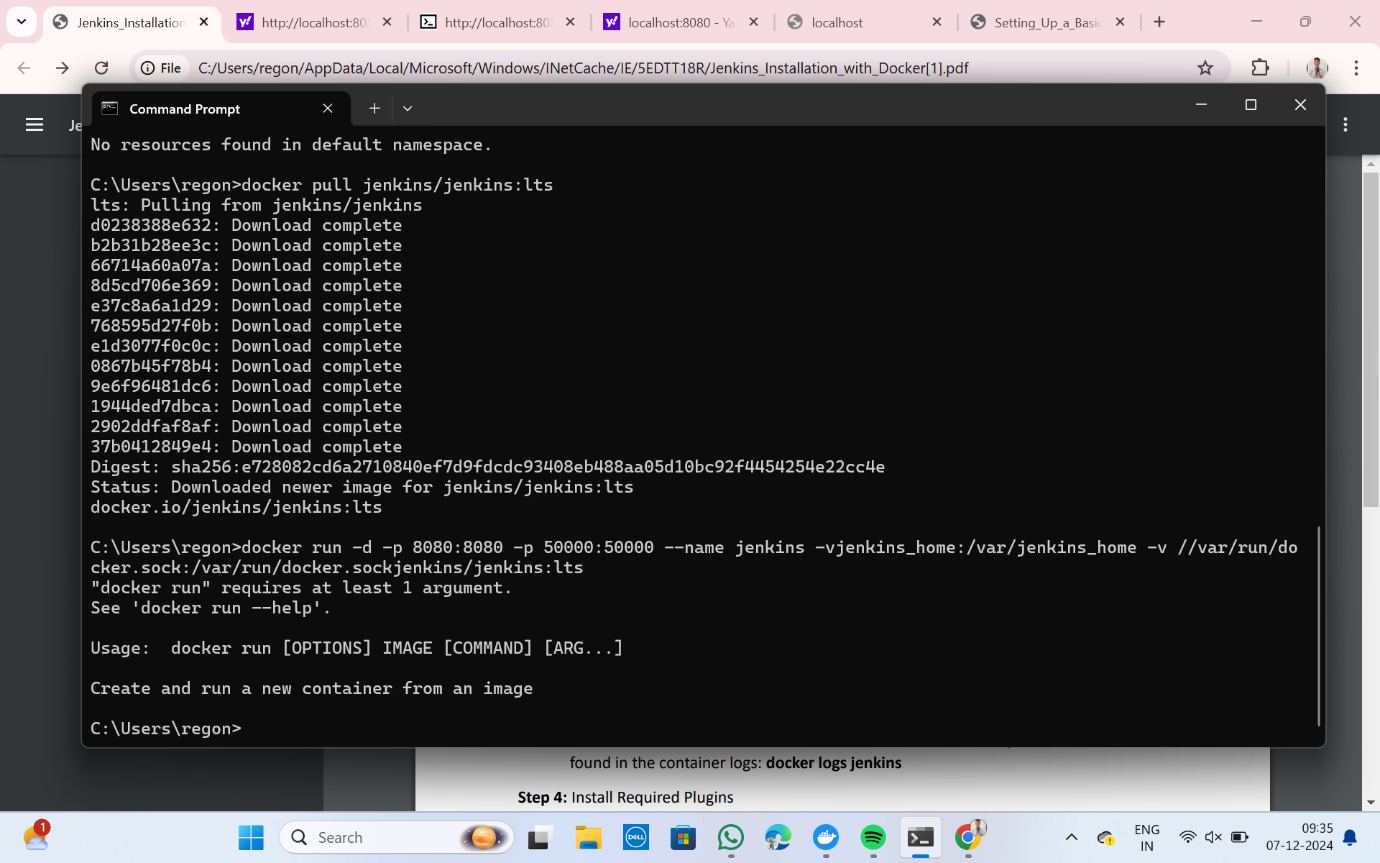 Jenkins_Installation
http://localhost:808
http://localhost:80
localhost:8080 - Ya
localhost
Setting_Up_a_Basic
File
C:/Users/regon/AppData/Local/Microsoft/Windows/INetCache/IE/5EDTT18R/Jenkins_Installation_with_Docker[1].pdf
Je
Command Prompt
No resources found in default namespace.
C:\Users\regon>docker pull jenkins/jenkins:lts
lts: Pulling from jenkins/jenkins
d0238388e632: Download complete
b2b31b28ee3c: Download complete
66714a60a07a: Download complete
8d5cd706e369: Download complete
e37c8a6a1d29: Download complete
768595d27f0b: Download complete
e1d3077f0c0c: Download complete
0867b45f78b4: Download complete
9e6f96481dc6: Download complete
1944ded7dbca: Download complete
2902ddfaf8af: Download complete
37b0412849e4: Download complete
Digest: sha256:e728082cd6a2710840ef7d9fdcdc93408eb488aa05d10bc92f4454254e22cc4e
Status: Downloaded newer image for jenkins/jenkins:lts
docker.io/jenkins/jenkins:lts
C:\Users\regon>docker run -d -p 8080:8080 -p 50000:50000 --name jenkins -vjenkins_home:/var/jenkins_home -v //var/run/do
cker.sock:/var/run/docker.sockjenkins/jenkins:lts
"docker run" requires at least 1 argument.
See 'docker run --help'.
Usage:  docker run [OPTIONS] IMAGE [COMMAND] [ARG...]
Create and run a new container from an image
C:\Users\regon>
found in the container logs: docker logs jenkins
Step 4: Install Required Plugins
1
Search
DELL
ENG
IN
09:35
07-12-2024